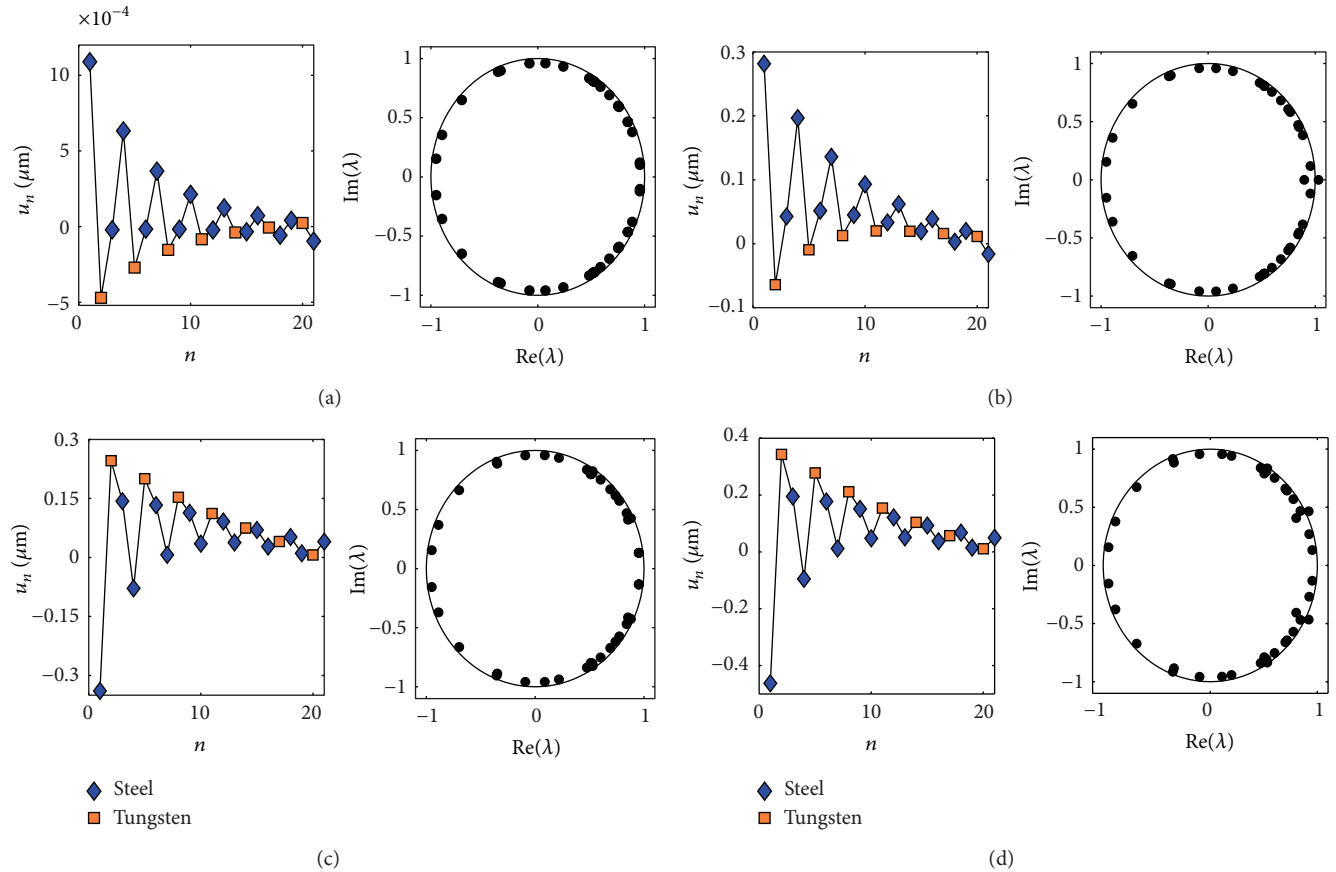 ×10−4
10
5
0
−5
0
10
20
un (μm)
n
1
0.5
0
−0.5
−1
−1
0
1
Im(λ)
Re(λ)
(a)
0.3
0.2
0.1
0
−0.1
0
10
20
un (μm)
n
1
0.5
0
−0.5
−1
−1
0
1
Im(λ)
Re(λ)
(b)
0.3
0.15
0
−0.15
−0.3
0
10
20
un (μm)
n
Steel
Tungsten
1
0.5
0
−0.5
−1
−1
0
1
Im(λ)
Re(λ)
(c)
0.4
0.2
0
−0.2
−0.4
0
10
20
un (μm)
n
Steel
Tungsten
1
0.5
0
−0.5
−1
−1
0
1
Im(λ)
Re(λ)
(d)